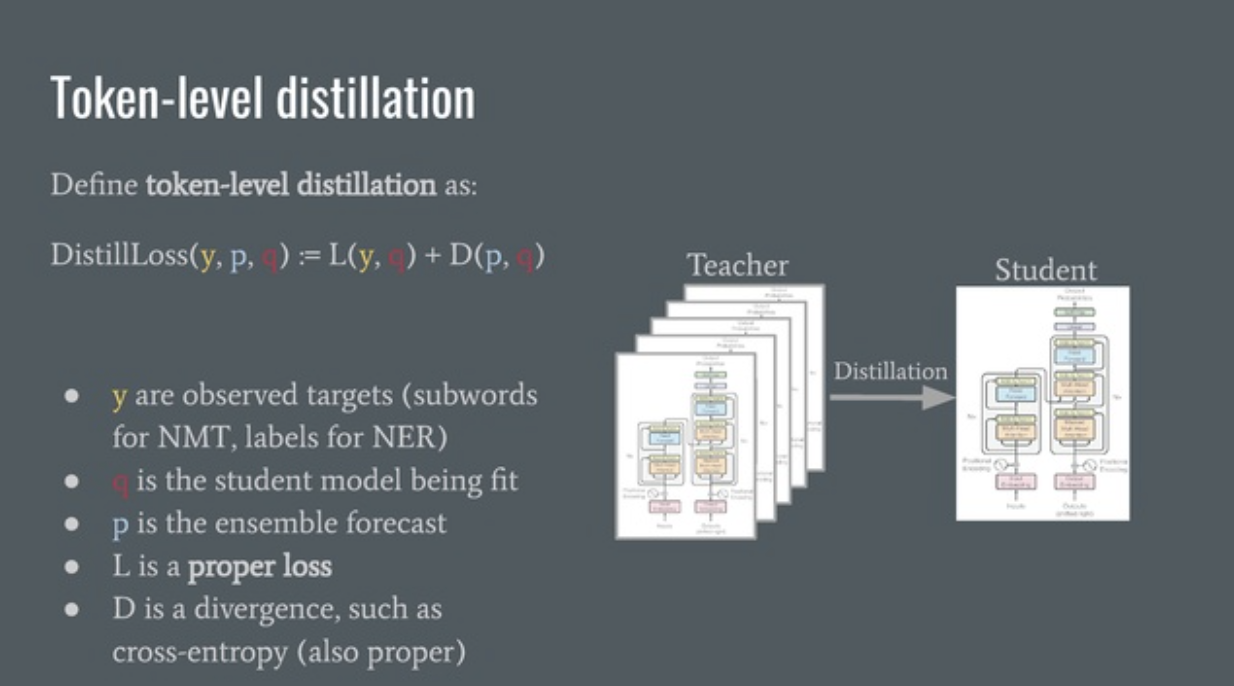 Token-level distillation
Define token-level distillation as:
DistillLoss(y, p, q) := L(y, q) + D(p, q)
● y are observed targets (subwords
for NMT, labels for NER)
● q is the student model being fit
● p is the ensemble forecast
● L is a proper loss
● D is a divergence, such as
cross-entropy (also proper)
Teacher
Distillation
Student